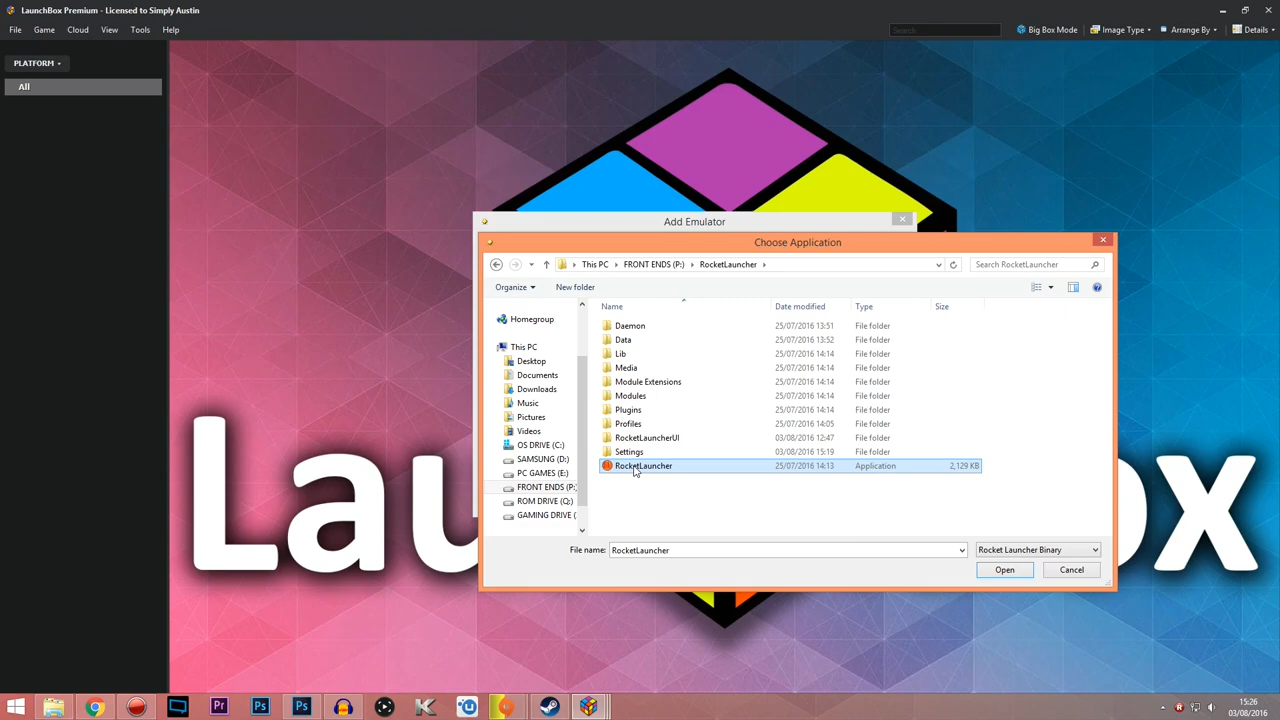 LaunchBox Premium - Licensed to Simply Austin
File Game Cloud View Tools Help
Search
Big Box Mode
Image Type
Arrange By
Details
PLATFORM
All
Add Emulator
Choose Application
This PC
FRONT ENDS (P:)
RocketLauncher
Search RocketLauncher
Organize
New folder
Name Date modified Type Size
Homegroup
This PC
Desktop
Documents
Downloads
Music
Pictures
Videos
OS DRIVE (C:)
SAMSUNG (D:)
PC GAMES (E:)
FRONT ENDS (P:
ROM DRIVE (Q:)
GAMING DRIVE (
Daemon 25/07/2016 13:51 File folder
Data 25/07/2016 13:52 File folder
Lib 25/07/2016 14:14 File folder
Media 25/07/2016 14:14 File folder
Module Extensions 25/07/2016 14:14 File folder
Modules 25/07/2016 14:14 File folder
Plugins 25/07/2016 14:14 File folder
Profiles 25/07/2016 14:05 File folder
RocketLauncherUI 03/08/2016 12:47 File folder
Settings 03/08/2016 15:19 File folder
RocketLauncher 25/07/2016 14:13 Application 2,129 KB
File name: RocketLauncher
Rocket Launcher Binary
Open
Cancel
Lau
ox
Pr Ps Ps
15:26
03/08/2016